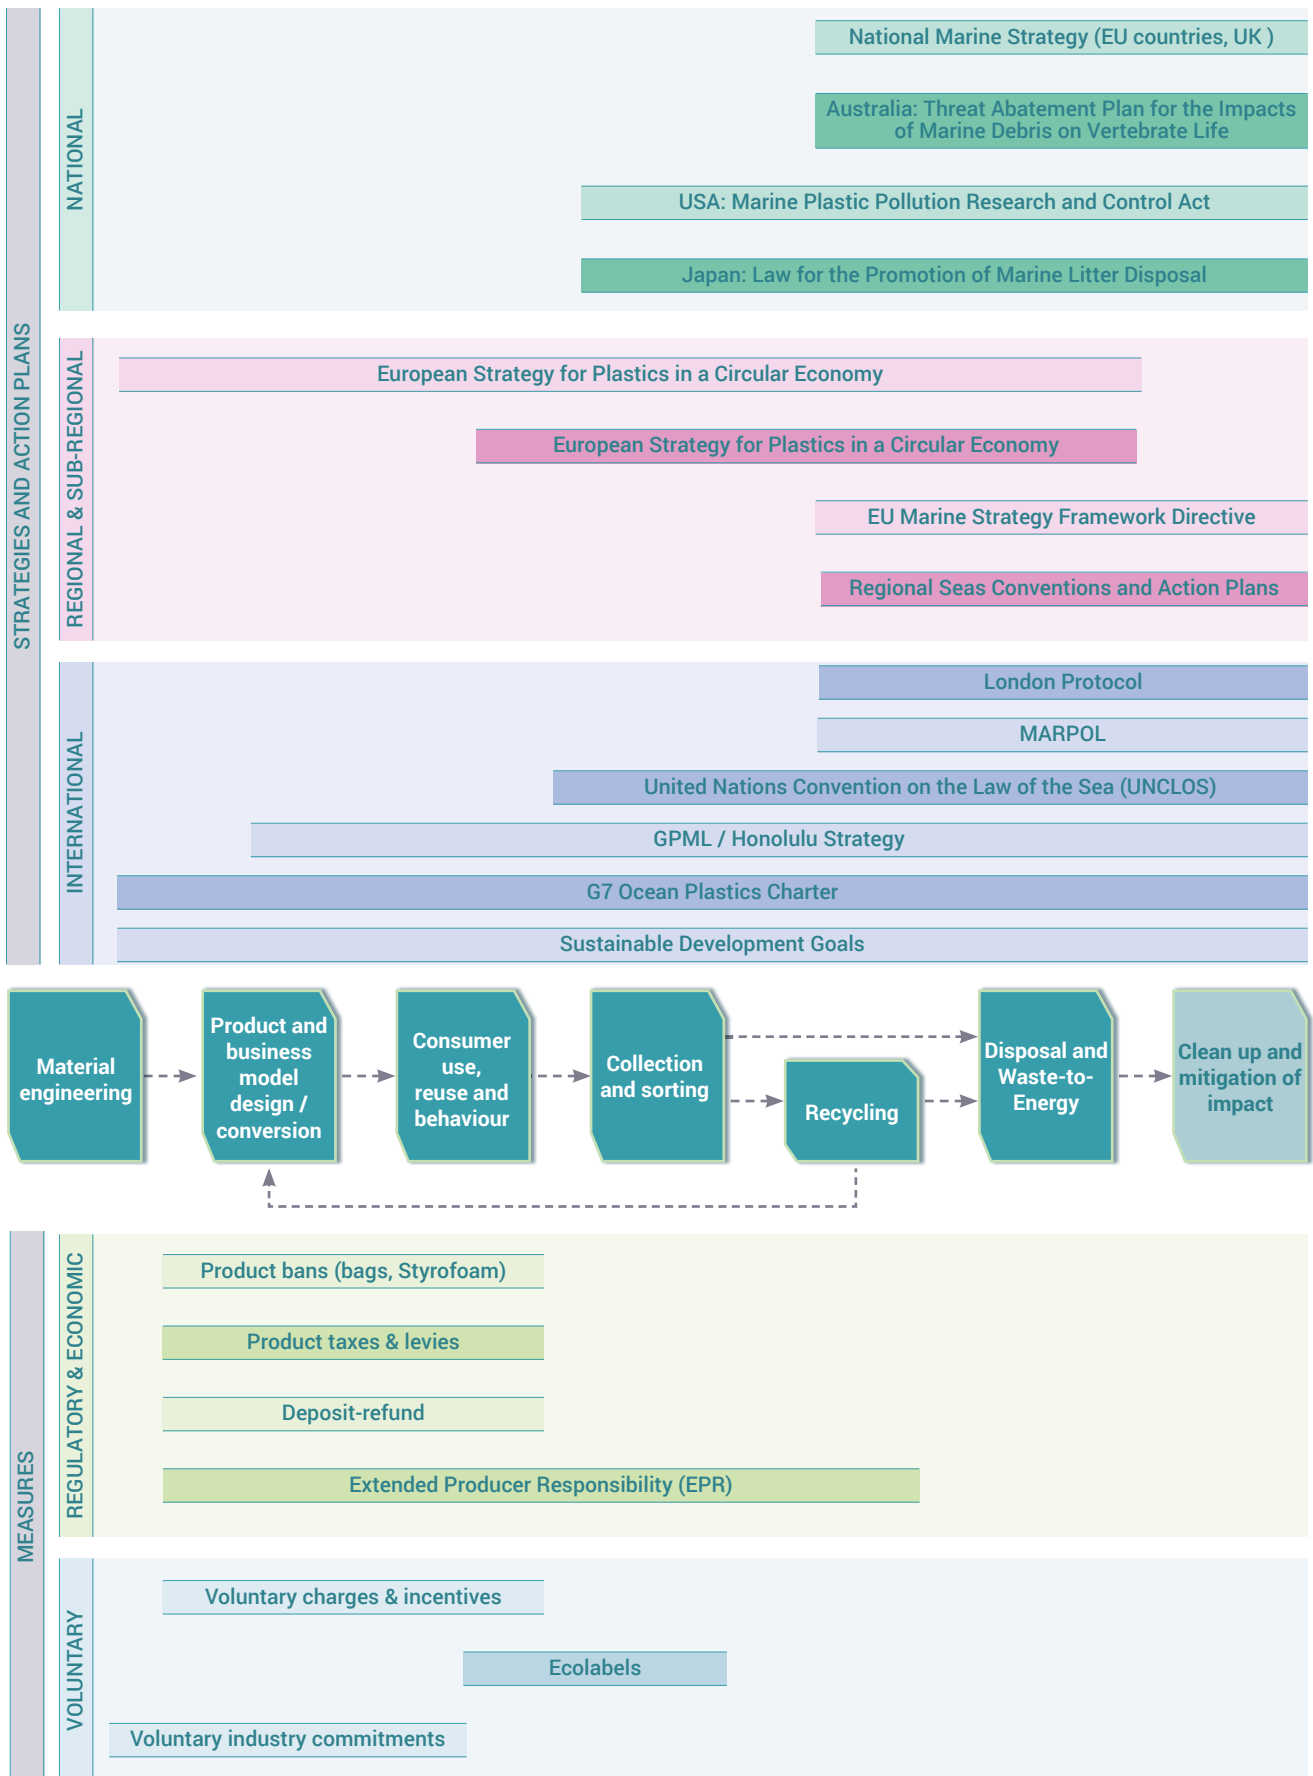 STRATEGIES AND ACTION PLANS
NATIONAL
National Marine Strategy (EU countries, UK )
Australia: Threat Abatement Plan for the Impacts
of Marine Debris on Vertebrate Life
USA: Marine Plastic Pollution Research and Control Act
Japan: Law for the Promotion of Marine Litter Disposal
REGIONAL & SUB-REGIONAL
European Strategy for Plastics in a Circular Economy
European Strategy for Plastics in a Circular Economy
EU Marine Strategy Framework Directive
Regional Seas Conventions and Action Plans
INTERNATIONAL
London Protocol
MARPOL
United Nations Convention on the Law of the Sea (UNCLOS)
GPML / Honolulu Strategy
G7 Ocean Plastics Charter
Sustainable Development Goals
Material
engineering
Product and
business
model
design /
conversion
Consumer
use,
reuse and
behaviour
Collection
and sorting
Recycling
Disposal and
Waste-to-
Energy
Clean up and
mitigation of
impact
MEASURES
REGULATORY & ECONOMIC
Product bans (bags, Styrofoam)
Product taxes & levies
Deposit-refund
Extended Producer Responsibility (EPR)
VOLUNTARY
Voluntary charges & incentives
Ecolabels
Voluntary industry commitments